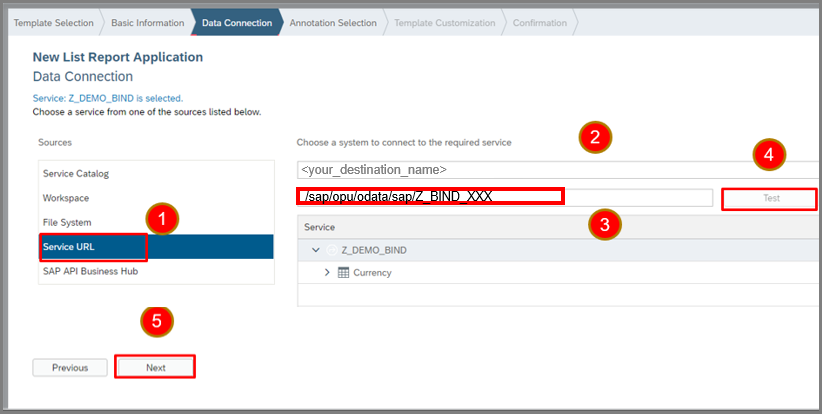 Template Selection
Basic Information
Data Connection
Annotation Selection
Template Customization
Confirmation
New List Report Application
Data Connection
Service: Z_DEMO_BIND is selected.
Choose a service from one of the sources listed below.
Sources
Service Catalog
Workspace
File System
1
Service URL
SAP API Business Hub
Choose a system to connect to the required service
2
<your_destination_name>
/sap/opu/odata/sap/Z_BIND_XXX
3
4
Test
Service
Z_DEMO_BIND
Currency
5
Previous
Next